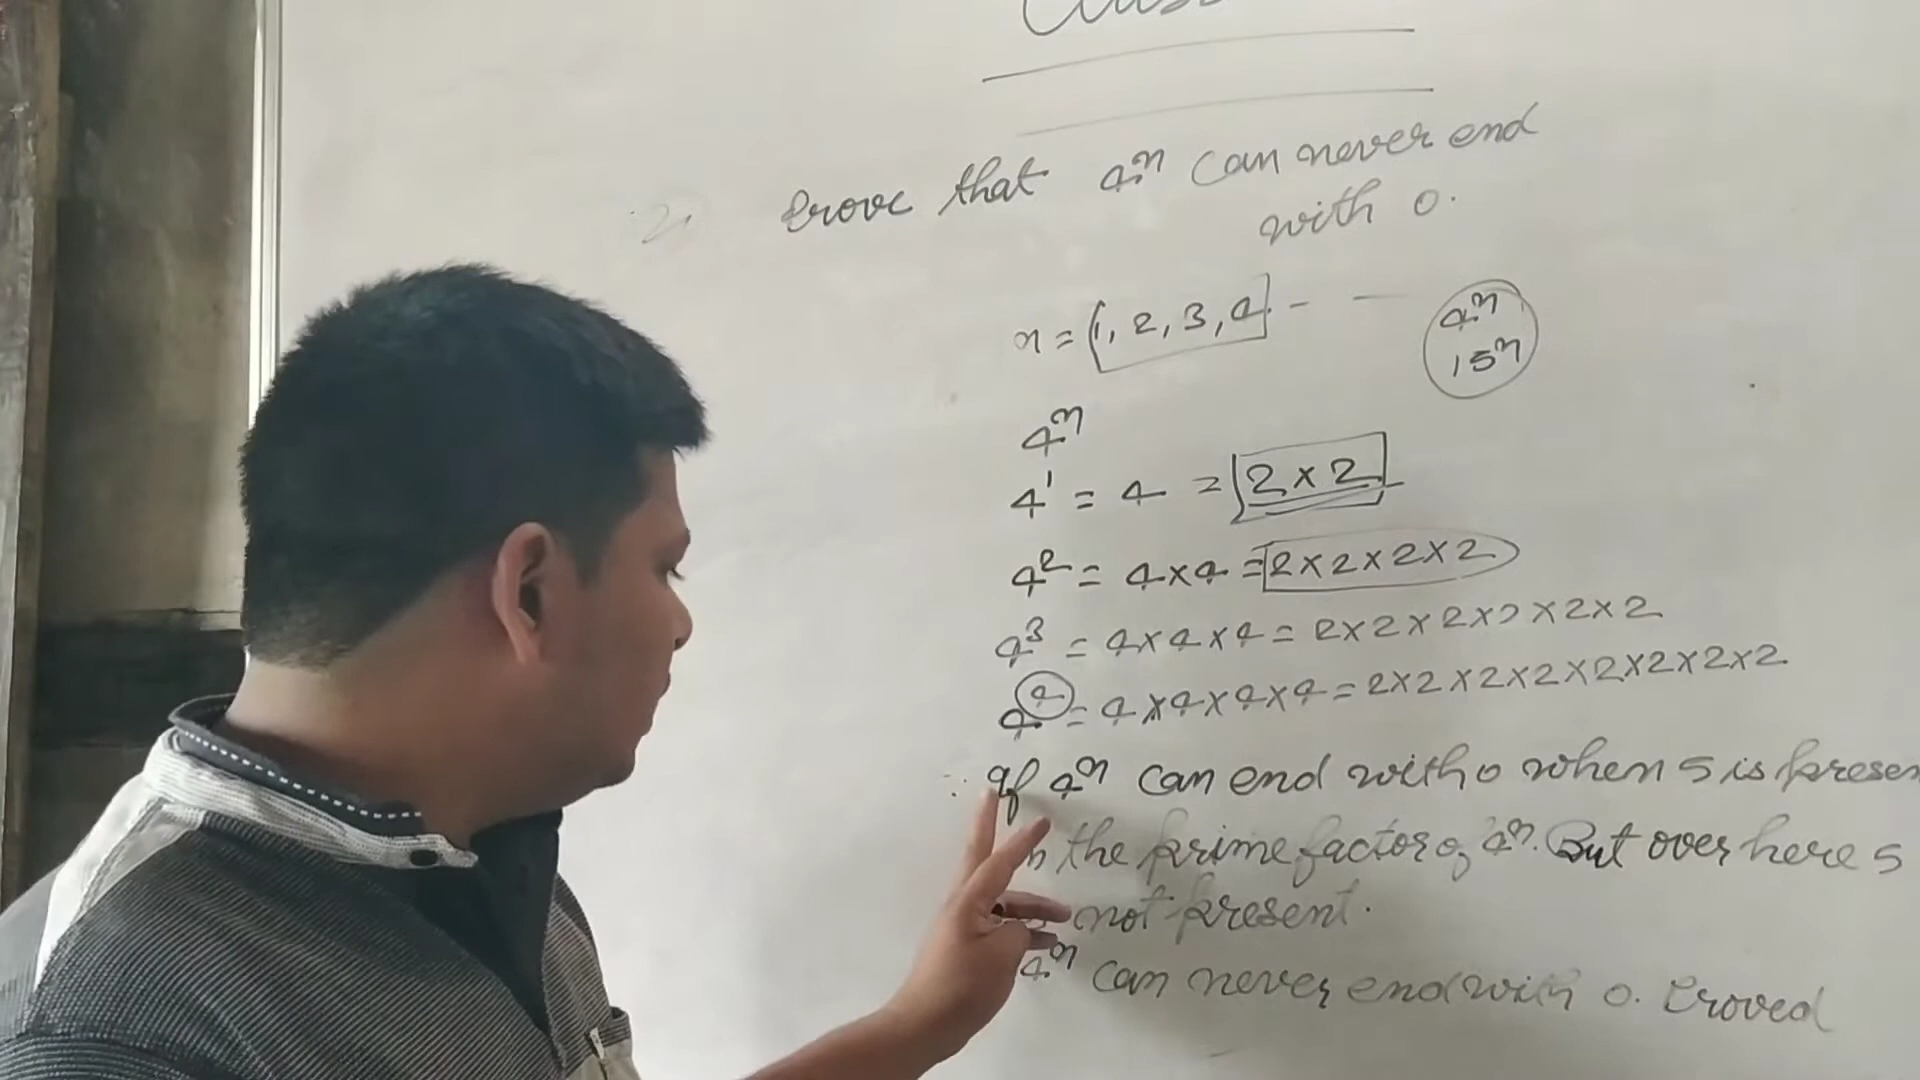 2.
Prove that 4ⁿ can never end
with 0.
n = [1, 2, 3, 4] - —
4ⁿ
15ⁿ
4ⁿ
4¹ = 4 = 2 × 2
4² = 4 × 4 = 2 × 2 × 2 × 2
4³ = 4 × 4 × 4 = 2 × 2 × 2 × 2 × 2 × 2
4⁴ = 4 × 4 × 4 × 4 = 2 × 2 × 2 × 2 × 2 × 2 × 2 × 2
∴ If 4ⁿ can end with 0 when 5 is
the prime factor of 4ⁿ. But over here 5
not present.
4ⁿ can never end with 0. Proved